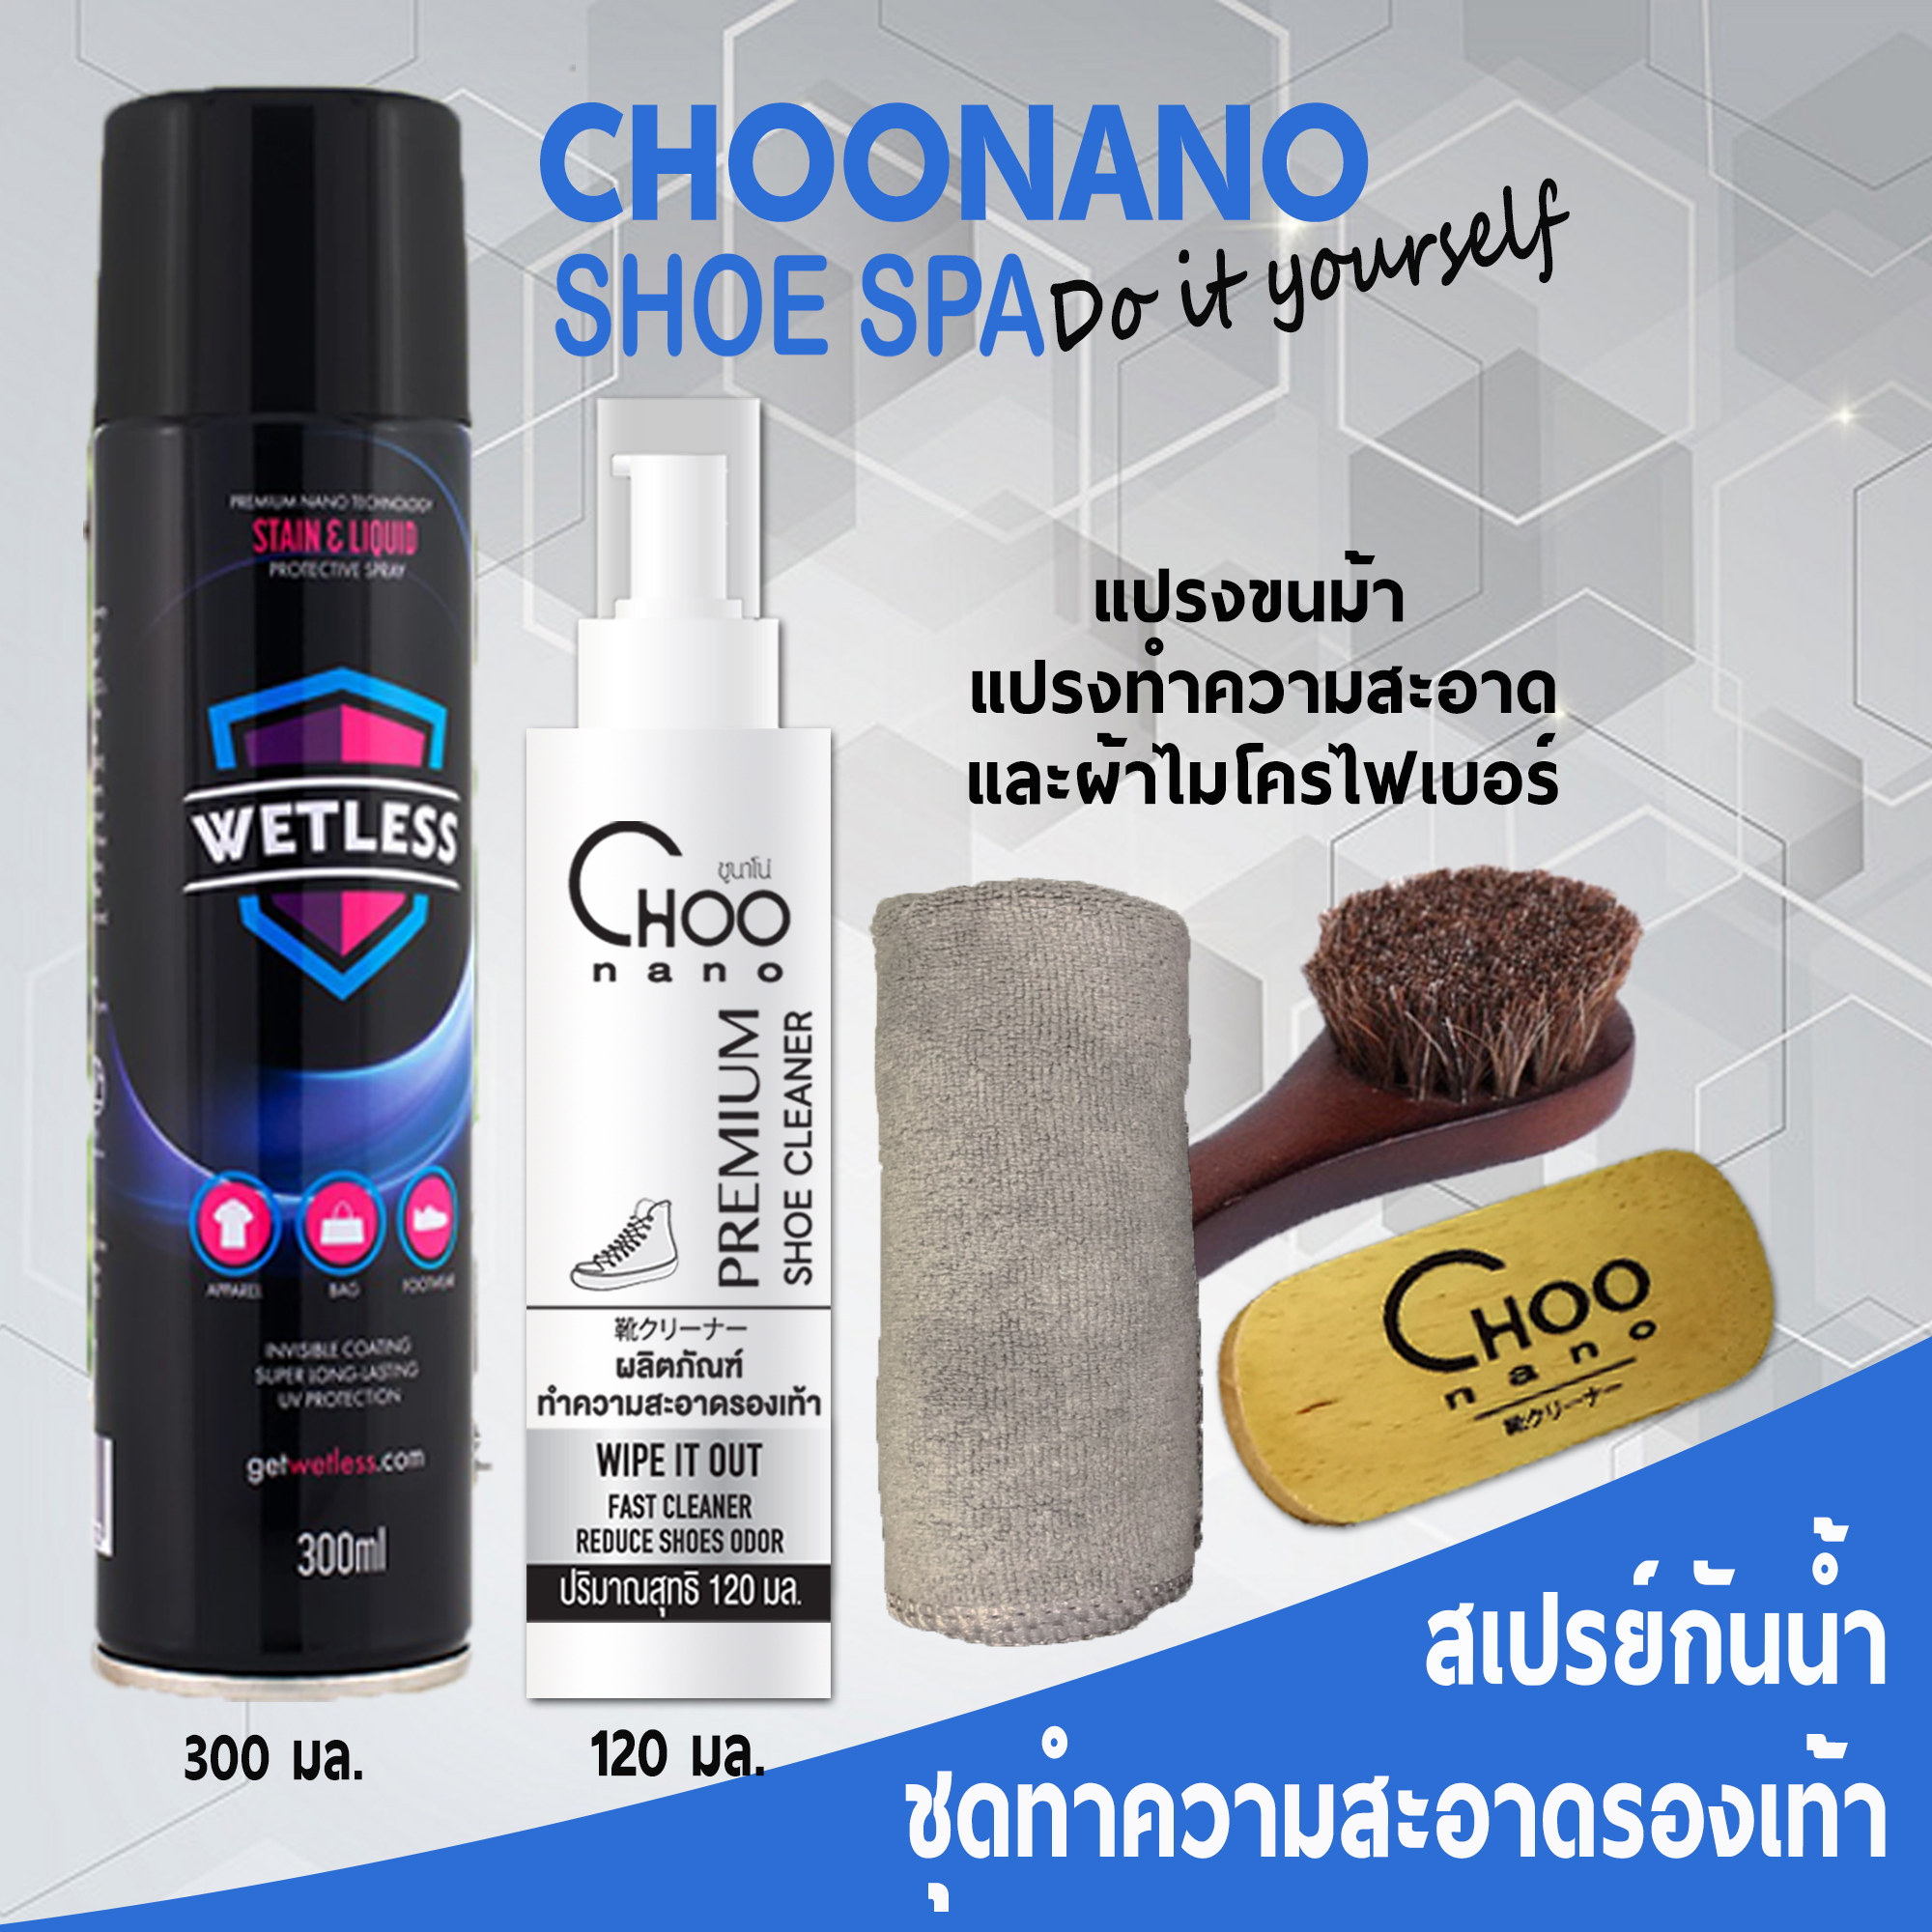 CHOONANO
SHOE SPA Do it yourself
PREMIUM NANO TECHNOLOGY
STAIN & LIQUID
PROTECTIVE SPRAY
WETLESS
APPAREL BAG FOOTWEAR
INVISIBLE COATING
SUPER LONG-LASTING
UV PROTECTION
getwetless.com
300ml
300 มล.
ชูนาโน่
CHOO
nano
PREMIUM
SHOE CLEANER
靴クリーナー
ผลิตภัณฑ์
ทำความสะอาดรองเท้า
WIPE IT OUT
FAST CLEANER
REDUCE SHOES ODOR
ปริมาณสุทธิ 120 มล.
120 มล.
แปรงขนม้า
แปรงทำความสะอาด
และผ้าไมโครไฟเบอร์
CHOO
nano
靴クリーナー
สเปรย์กันน้ำ
ชุดทำความสะอาดรองเท้า